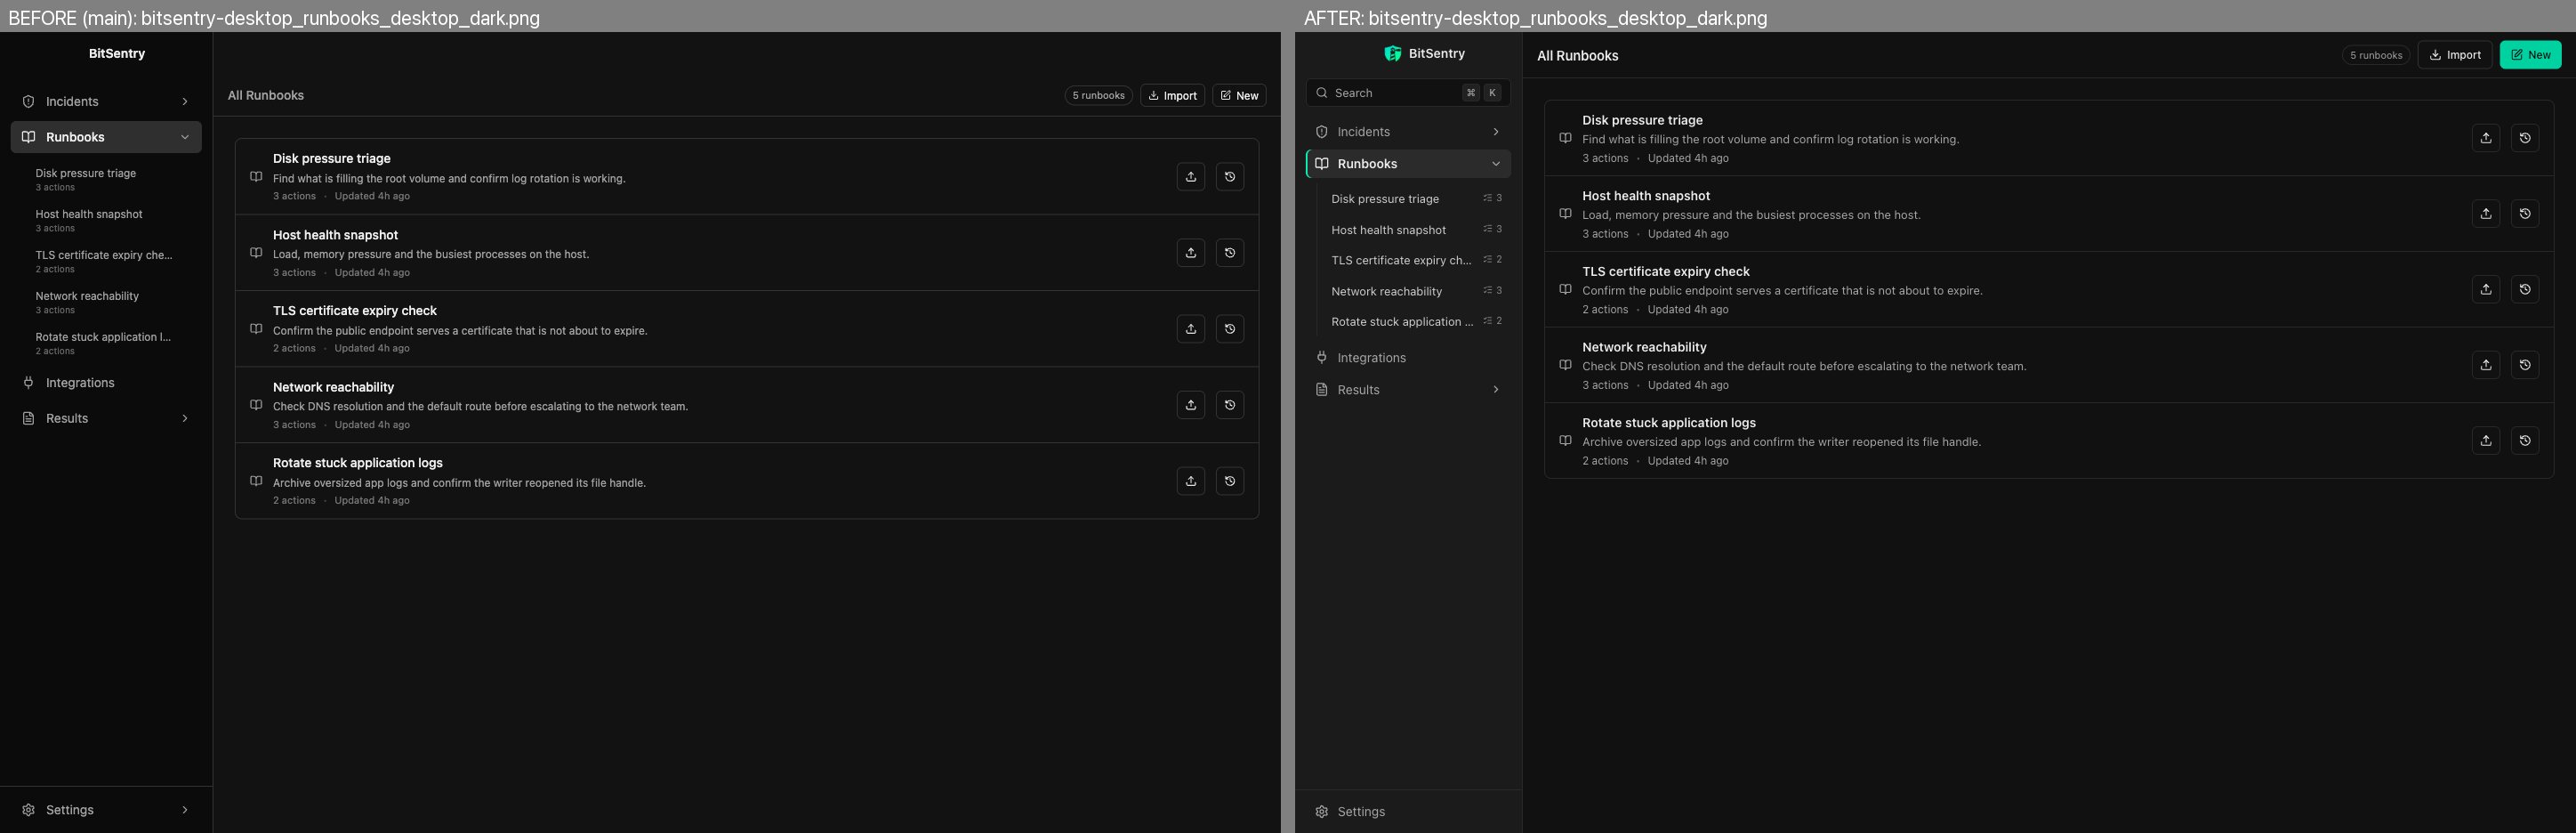 BEFORE (main): bitsentry-desktop_runbooks_desktop_dark.png
BitSentry
Incidents
Runbooks
Disk pressure triage
3 actions
Host health snapshot
3 actions
TLS certificate expiry che...
2 actions
Network reachability
3 actions
Rotate stuck application l...
2 actions
Integrations
Results
Settings
All Runbooks
5 runbooks Import New
Disk pressure triage
Find what is filling the root volume and confirm log rotation is working.
3 actions • Updated 4h ago
Host health snapshot
Load, memory pressure and the busiest processes on the host.
3 actions • Updated 4h ago
TLS certificate expiry check
Confirm the public endpoint serves a certificate that is not about to expire.
2 actions • Updated 4h ago
Network reachability
Check DNS resolution and the default route before escalating to the network team.
3 actions • Updated 4h ago
Rotate stuck application logs
Archive oversized app logs and confirm the writer reopened its file handle.
2 actions • Updated 4h ago
AFTER: bitsentry-desktop_runbooks_desktop_dark.png
BitSentry
Search ⌘ K
Incidents
Runbooks
Disk pressure triage 3
Host health snapshot 3
TLS certificate expiry ch... 2
Network reachability 3
Rotate stuck application ... 2
Integrations
Results
Settings
All Runbooks
5 runbooks Import New
Disk pressure triage
Find what is filling the root volume and confirm log rotation is working.
3 actions • Updated 4h ago
Host health snapshot
Load, memory pressure and the busiest processes on the host.
3 actions • Updated 4h ago
TLS certificate expiry check
Confirm the public endpoint serves a certificate that is not about to expire.
2 actions • Updated 4h ago
Network reachability
Check DNS resolution and the default route before escalating to the network team.
3 actions • Updated 4h ago
Rotate stuck application logs
Archive oversized app logs and confirm the writer reopened its file handle.
2 actions • Updated 4h ago